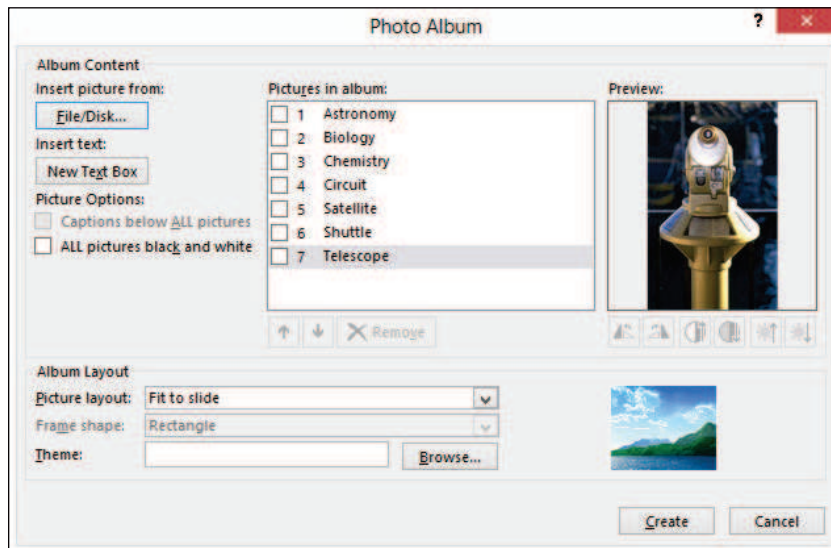 Photo Album
?
Album Content
Insert picture from:
File/Disk...
Insert text:
New Text Box
Picture Options:
Captions below ALL pictures
ALL pictures black and white
Pictures in album:
1 Astronomy
2 Biology
3 Chemistry
4 Circuit
5 Satellite
6 Shuttle
7 Telescope
Remove
Preview:
Album Layout
Picture layout: Fit to slide
Frame shape: Rectangle
Theme:
Browse...
Create
Cancel